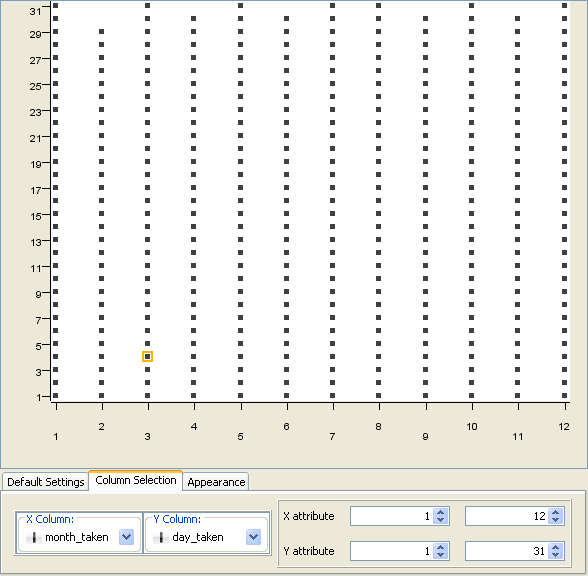 31
29
27
25
23
21
19
17
15
13
11
9
7
5
3
1
1 2 3 4 5 6 7 8 9 10 11 12
Default Settings Column Selection Appearance
X Column: Y Column:
month_taken day_taken
X attribute 1 12
Y attribute 1 31